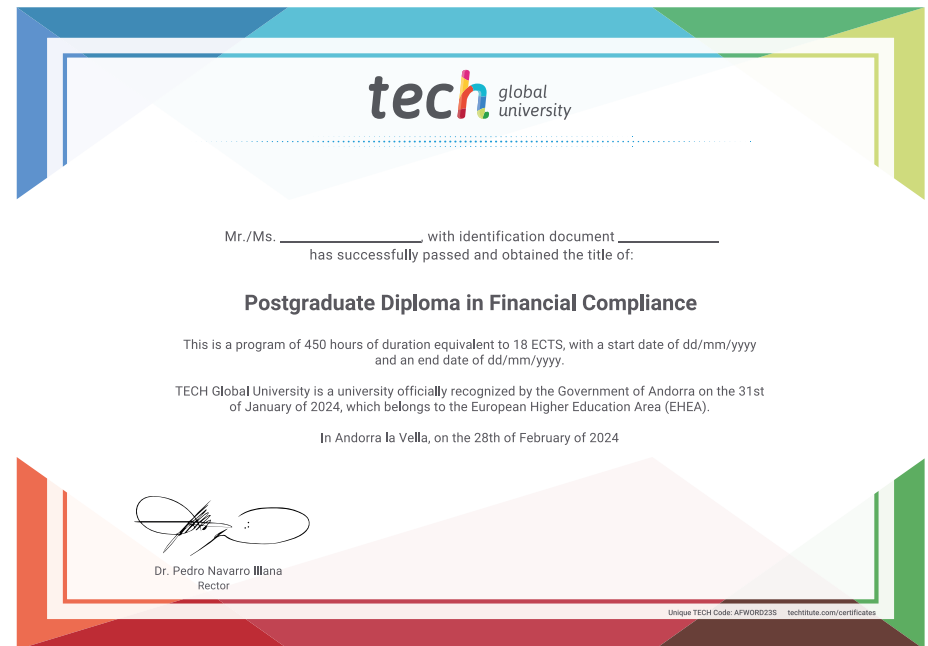 tech global university
Mr./Ms. ____________________, with identification document ______________
has successfully passed and obtained the title of:
Postgraduate Diploma in Financial Compliance
This is a program of 450 hours of duration equivalent to 18 ECTS, with a start date of dd/mm/yyyy
and an end date of dd/mm/yyyy.
TECH Global University is a university officially recognized by the Government of Andorra on the 31st
of January of 2024, which belongs to the European Higher Education Area (EHEA).
In Andorra la Vella, on the 28th of February of 2024
Dr. Pedro Navarro Illana
Rector
Unique TECH Code: AFWORD23S techtitute.com/certificates